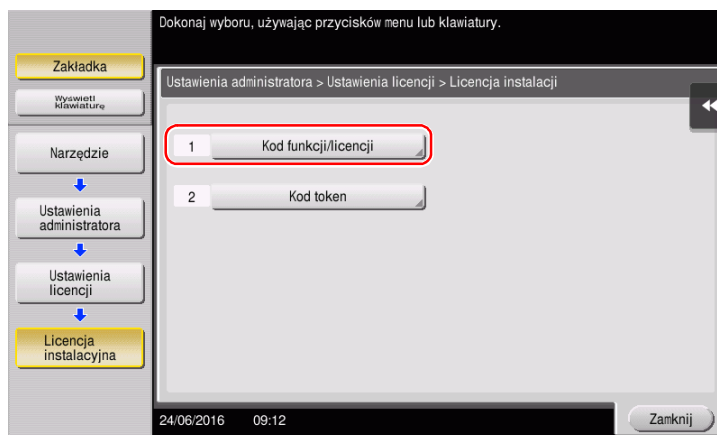 Dokonaj wyboru, używając przycisków menu lub klawiatury.
Zakładka
Wyświetl
klawiaturę
Narzędzie
Ustawienia
administratora
Ustawienia
licencji
Licencja
instalacyjna
Ustawienia administratora > Ustawienia licencji > Licencja instalacji
1 Kod funkcji/licencji
2 Kod token
24/06/2016 09:12
Zamknij